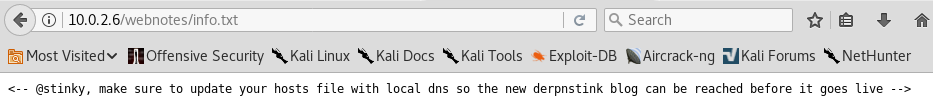 10.0.2.6/webnotes/info.txt
Search
Most Visited
Offensive Security
Kali Linux
Kali Docs
Kali Tools
Exploit-DB
Aircrack-ng
Kali Forums
NetHunter
<-- @stinky, make sure to update your hosts file with local dns so the new derpnstink blog can be reached before it goes live -->